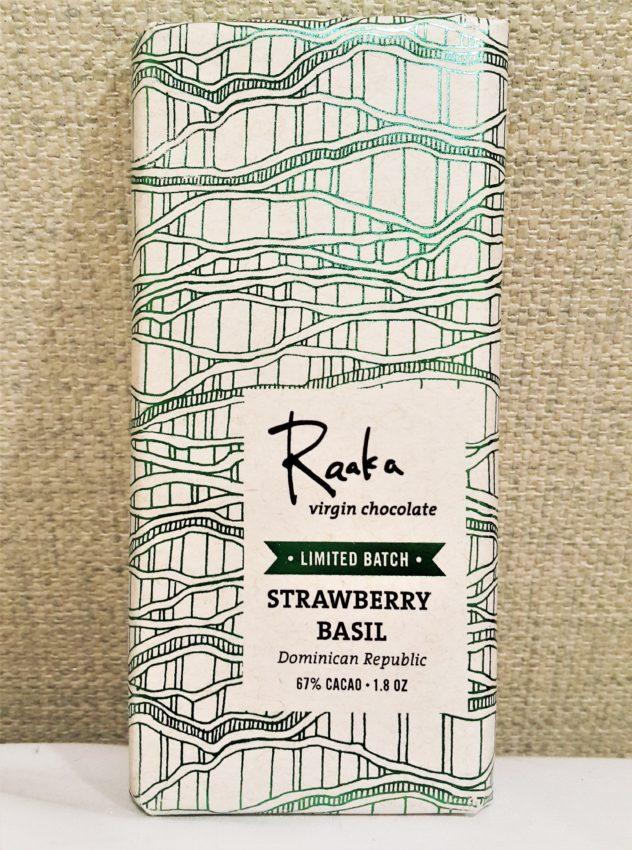 Raaka
virgin chocolate
• LIMITED BATCH •
STRAWBERRY
BASIL
Dominican Republic
67% CACAO • 1.8 OZ